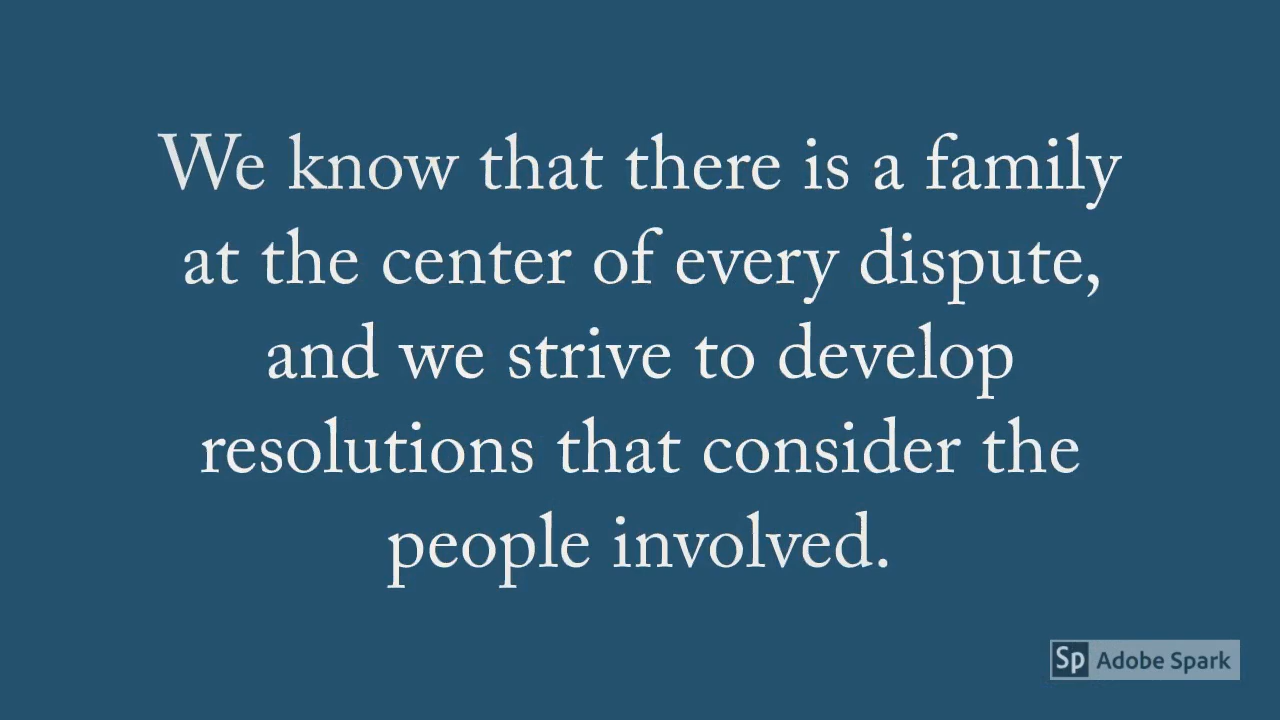 We know that there is a family
at the center of every dispute,
and we strive to develop
resolutions that consider the
people involved.
Sp Adobe Spark